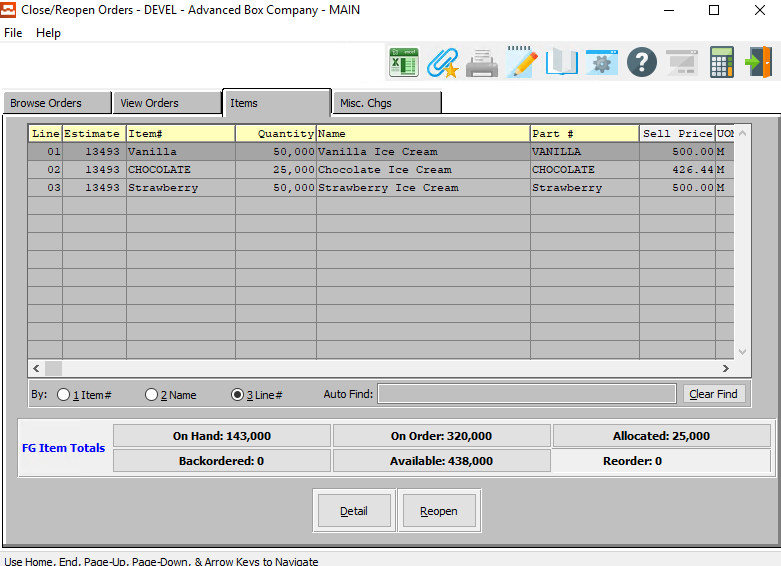 Close/Reopen Orders - DEVEL - Advanced Box Company - MAIN
File Help
Browse Orders View Orders Items Misc. Chgs
Line Estimate Item# Quantity Name Part # Sell Price UOM
01 13493 Vanilla 50,000 Vanilla Ice Cream VANILLA 500.00 M
02 13493 CHOCOLATE 25,000 Chocolate Ice Cream CHOCOLATE 426.44 M
03 13493 Strawberry 50,000 Strawberry Ice Cream Strawberry 500.00 M
By: 1 Item# 2 Name 3 Line# Auto Find: Clear Find
FG Item Totals
On Hand: 143,000 On Order: 320,000 Allocated: 25,000
Backordered: 0 Available: 438,000 Reorder: 0
Detail Reopen
Use Home, End, Page-Up, Page-Down, & Arrow Keys to Navigate